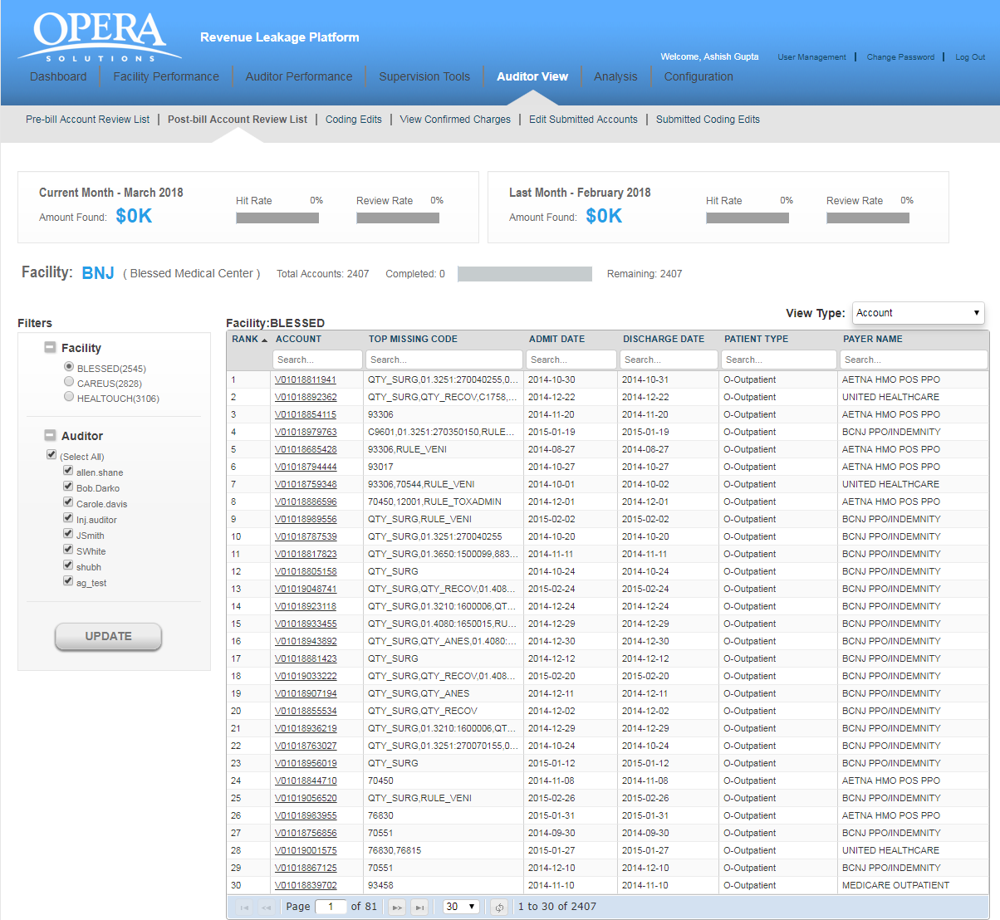 OPERA
SOLUTIONS
Revenue Leakage Platform
Welcome, Ashish Gupta User Management | Change Password | Log Out
Dashboard Facility Performance Auditor Performance Supervision Tools Auditor View Analysis Configuration
Pre-bill Account Review List | Post-bill Account Review List | Coding Edits | View Confirmed Charges | Edit Submitted Accounts | Submitted Coding Edits
Current Month - March 2018 Hit Rate 0% Review Rate 0%
Amount Found: $0K
Last Month - February 2018 Hit Rate 0% Review Rate 0%
Amount Found: $0K
Facility: BNJ ( Blessed Medical Center ) Total Accounts: 2407 Completed: 0 Remaining: 2407
View Type: Account
Filters
Facility
BLESSED(2545)
CAREUS(2828)
HEALTOUCH(3106)
Auditor
(Select All)
allen.shane
Bob.Darko
Carole.davis
Inj.auditor
JSmith
SWhite
shubh
ag_test
UPDATE
Facility:BLESSED
RANK ACCOUNT TOP MISSING CODE ADMIT DATE DISCHARGE DATE PATIENT TYPE PAYER NAME
Search... Search... Search... Search... Search... Search...
1 V01018811941 QTY_SURG,01.3251:270040255,0... 2014-10-30 2014-10-31 O-Outpatient AETNA HMO POS PPO
2 V01018892362 QTY_SURG,QTY_RECOV,C1758,... 2014-12-22 2014-12-22 O-Outpatient UNITED HEALTHCARE
3 V01018854115 93306 2014-11-20 2014-11-20 O-Outpatient AETNA HMO POS PPO
4 V01018979763 C9601,01.3251:270350150,RULE... 2015-01-19 2015-01-19 O-Outpatient BCNJ PPO/INDEMNITY
5 V01018685428 93306,RULE_VENI 2014-08-27 2014-08-27 O-Outpatient AETNA HMO POS PPO
6 V01018794444 93017 2014-10-27 2014-10-27 O-Outpatient AETNA HMO POS PPO
7 V01018759348 93306,70544,RULE_VENI 2014-10-01 2014-10-02 O-Outpatient UNITED HEALTHCARE
8 V01018886596 70450,12001,RULE_TOXADMIN 2014-12-01 2014-12-01 O-Outpatient AETNA HMO POS PPO
9 V01018989556 QTY_SURG,RULE_VENI 2015-02-02 2015-02-02 O-Outpatient BCNJ PPO/INDEMNITY
10 V01018787539 QTY_SURG,01.3251:270040255 2014-10-20 2014-10-20 O-Outpatient BCNJ PPO/INDEMNITY
11 V01018817823 QTY_SURG,01.3650:1500099,883... 2014-11-11 2014-11-11 O-Outpatient BCNJ PPO/INDEMNITY
12 V01018805158 QTY_SURG 2014-10-24 2014-10-24 O-Outpatient BCNJ PPO/INDEMNITY
13 V01019048741 QTY_SURG,QTY_RECOV,01.408... 2015-02-24 2015-02-24 O-Outpatient BCNJ PPO/INDEMNITY
14 V01018923118 QTY_SURG,01.3210:1600006,QT... 2014-12-24 2014-12-24 O-Outpatient BCNJ PPO/INDEMNITY
15 V01018933455 QTY_SURG,01.4080:1650015,RU... 2014-12-29 2014-12-29 O-Outpatient BCNJ PPO/INDEMNITY
16 V01018943892 QTY_SURG,QTY_ANES,01.4080:... 2014-12-30 2014-12-30 O-Outpatient BCNJ PPO/INDEMNITY
17 V01018881423 QTY_SURG 2014-12-12 2014-12-12 O-Outpatient BCNJ PPO/INDEMNITY
18 V01019033222 QTY_SURG,QTY_RECOV,01.408... 2015-02-20 2015-02-20 O-Outpatient BCNJ PPO/INDEMNITY
19 V01018907194 QTY_SURG,QTY_ANES 2014-12-11 2014-12-11 O-Outpatient BCNJ PPO/INDEMNITY
20 V01018855534 QTY_SURG,QTY_RECOV 2014-12-02 2014-12-02 O-Outpatient BCNJ PPO/INDEMNITY
21 V01018936219 QTY_SURG,01.3210:1600006,QT... 2014-12-29 2014-12-29 O-Outpatient BCNJ PPO/INDEMNITY
22 V01018763027 QTY_SURG,01.3251:270070155,0... 2014-10-24 2014-10-24 O-Outpatient BCNJ PPO/INDEMNITY
23 V01018956019 QTY_SURG 2015-01-12 2015-01-12 O-Outpatient BCNJ PPO/INDEMNITY
24 V01018844710 70450 2014-11-08 2014-11-08 O-Outpatient AETNA HMO POS PPO
25 V01019056520 QTY_SURG,RULE_VENI 2015-02-26 2015-02-26 O-Outpatient BCNJ PPO/INDEMNITY
26 V01018983955 76830 2015-01-31 2015-01-31 O-Outpatient AETNA HMO POS PPO
27 V01018756856 70551 2014-09-30 2014-09-30 O-Outpatient BCNJ PPO/INDEMNITY
28 V01019001575 76830,76815 2015-01-27 2015-01-27 O-Outpatient UNITED HEALTHCARE
29 V01018867125 70551 2014-12-10 2014-12-10 O-Outpatient BCNJ PPO/INDEMNITY
30 V01018839702 93458 2014-11-10 2014-11-10 O-Outpatient MEDICARE OUTPATIENT
Page 1 of 81 30 1 to 30 of 2407